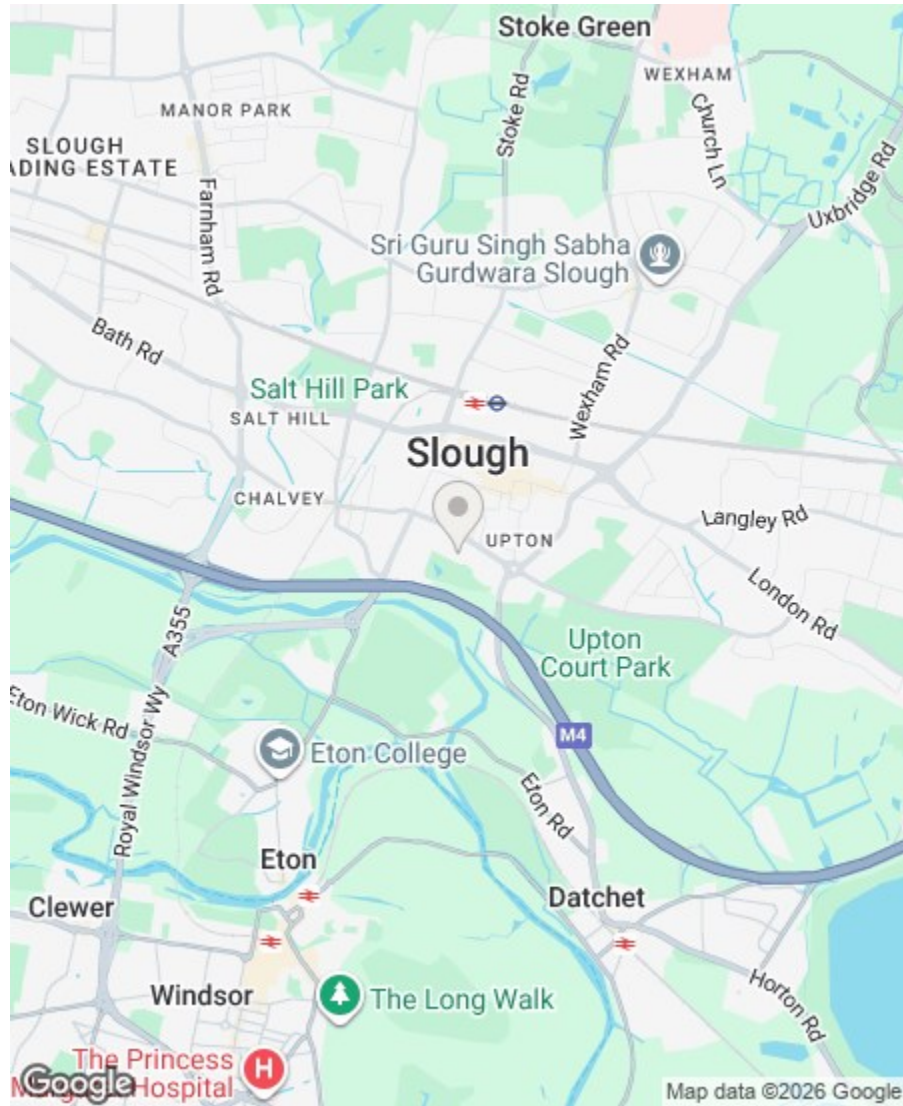 Stoke Green
WEXHAM
MANOR PARK
Stoke Rd
Church Ln
SLOUGH
ADING ESTATE
Uxbridge Rd
Farnham Rd
Sri Guru Singh Sabha
Gurdwara Slough
Bath Rd
Wexham Rd
Salt Hill Park
SALT HILL
Slough
CHALVEY
Langley Rd
UPTON
London Rd
A355
Upton
Court Park
Eton Wick Rd
Royal Windsor Wy
M4
Eton College
Eton Rd
Eton
Datchet
Clewer
Windsor
The Long Walk
Horton Rd
The Princess
Hospital
H
Google
Map data ©2026 Google